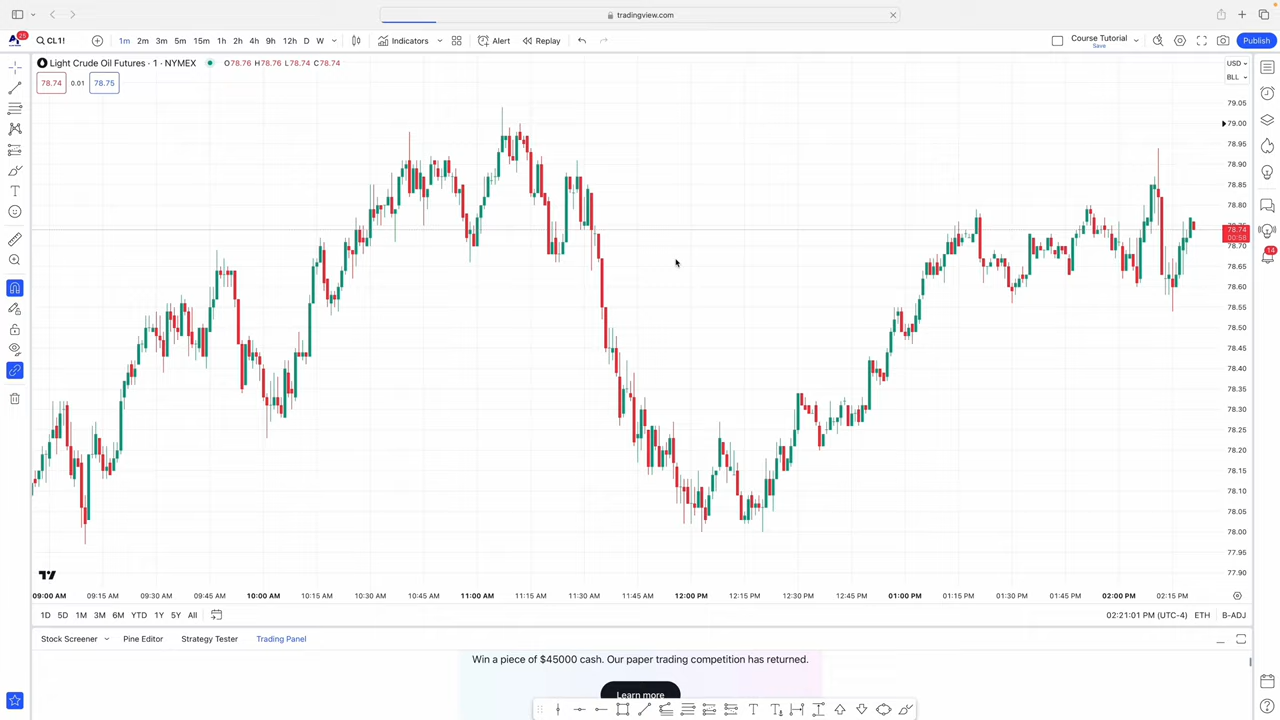 tradingview.com
25
CL1!
1m 2m 3m 5m 15m 1h 2h 4h 9h 12h D W
Indicators
Alert
Replay
Course Tutorial
Save
Publish
Light Crude Oil Futures · 1 · NYMEX
O78.76 H78.76 L78.74 C78.74
USD
BLL
78.74 0.01 78.75
79.05
79.00
78.95
78.90
78.85
78.80
78.74
00:58
78.70
78.65
78.60
78.55
78.50
78.45
78.40
78.35
78.30
78.25
78.20
78.15
78.10
78.05
78.00
77.95
77.90
14
09:00 AM 09:15 AM 09:30 AM 09:45 AM 10:00 AM 10:15 AM 10:30 AM 10:45 AM 11:00 AM 11:15 AM 11:30 AM 11:45 AM 12:00 PM 12:15 PM 12:30 PM 12:45 PM 01:00 PM 01:15 PM 01:30 PM 01:45 PM 02:00 PM 02:15 PM
1D 5D 1M 3M 6M YTD 1Y 5Y All
02:21:01 PM (UTC-4) ETH B-ADJ
Stock Screener Pine Editor Strategy Tester Trading Panel
Win a piece of $45000 cash. Our paper trading competition has returned.
Learn more